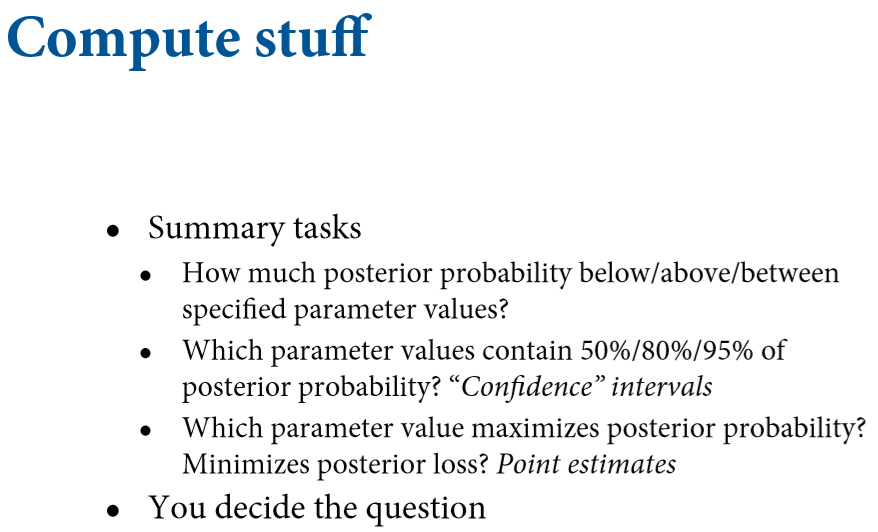 Compute stuff
• Summary tasks
• How much posterior probability below/above/between
specified parameter values?
• Which parameter values contain 50%/80%/95% of
posterior probability? “Confidence” intervals
• Which parameter value maximizes posterior probability?
Minimizes posterior loss? Point estimates
• You decide the question